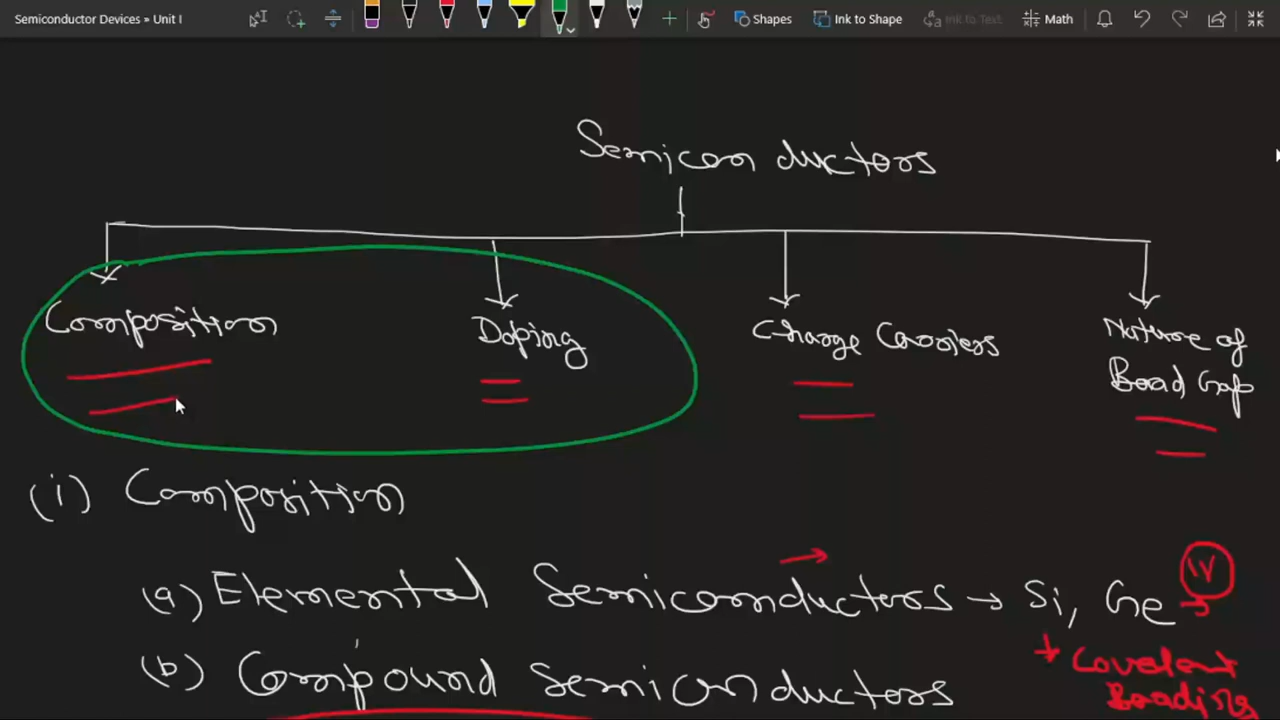 Semiconductor Devices » Unit I
Shapes
Ink to Shape
Ink to Text
Math
Semiconductors
Composition
Doping
Charge Carriers
Nature of
Band Gap
(i) Composition
(a) Elemental Semiconductors → Si, Ge
IV
(b) Compound Semiconductors
+ Covalent
Bonding